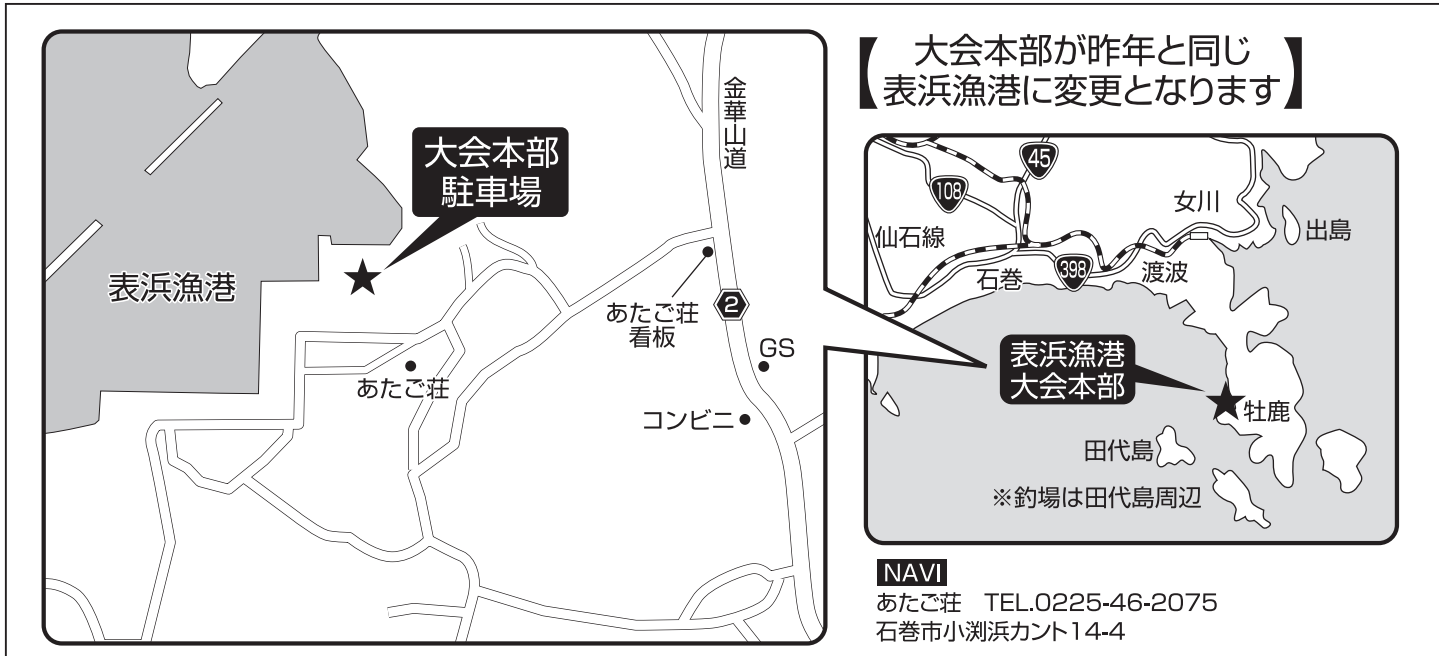 大会本部
駐車場
表浜漁港
金華山道
あたご荘
看板
2
GS
コンビニ
あたご荘
【大会本部が昨年と同じ
表浜漁港に変更となります】
45
108
398
仙石線
石巻
渡波
女川
出島
表浜漁港
大会本部
牡鹿
田代島
※釣場は田代島周辺
NAVI
あたご荘 TEL.0225-46-2075
石巻市小渕浜カント14-4